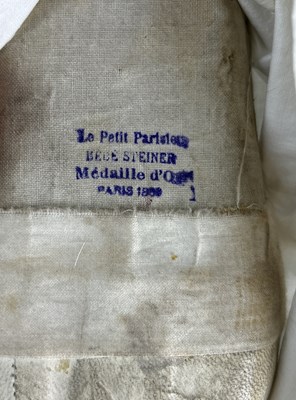 Le Petit Parisien
BEBE STEINER
Médaille d'Or
PARIS 1889